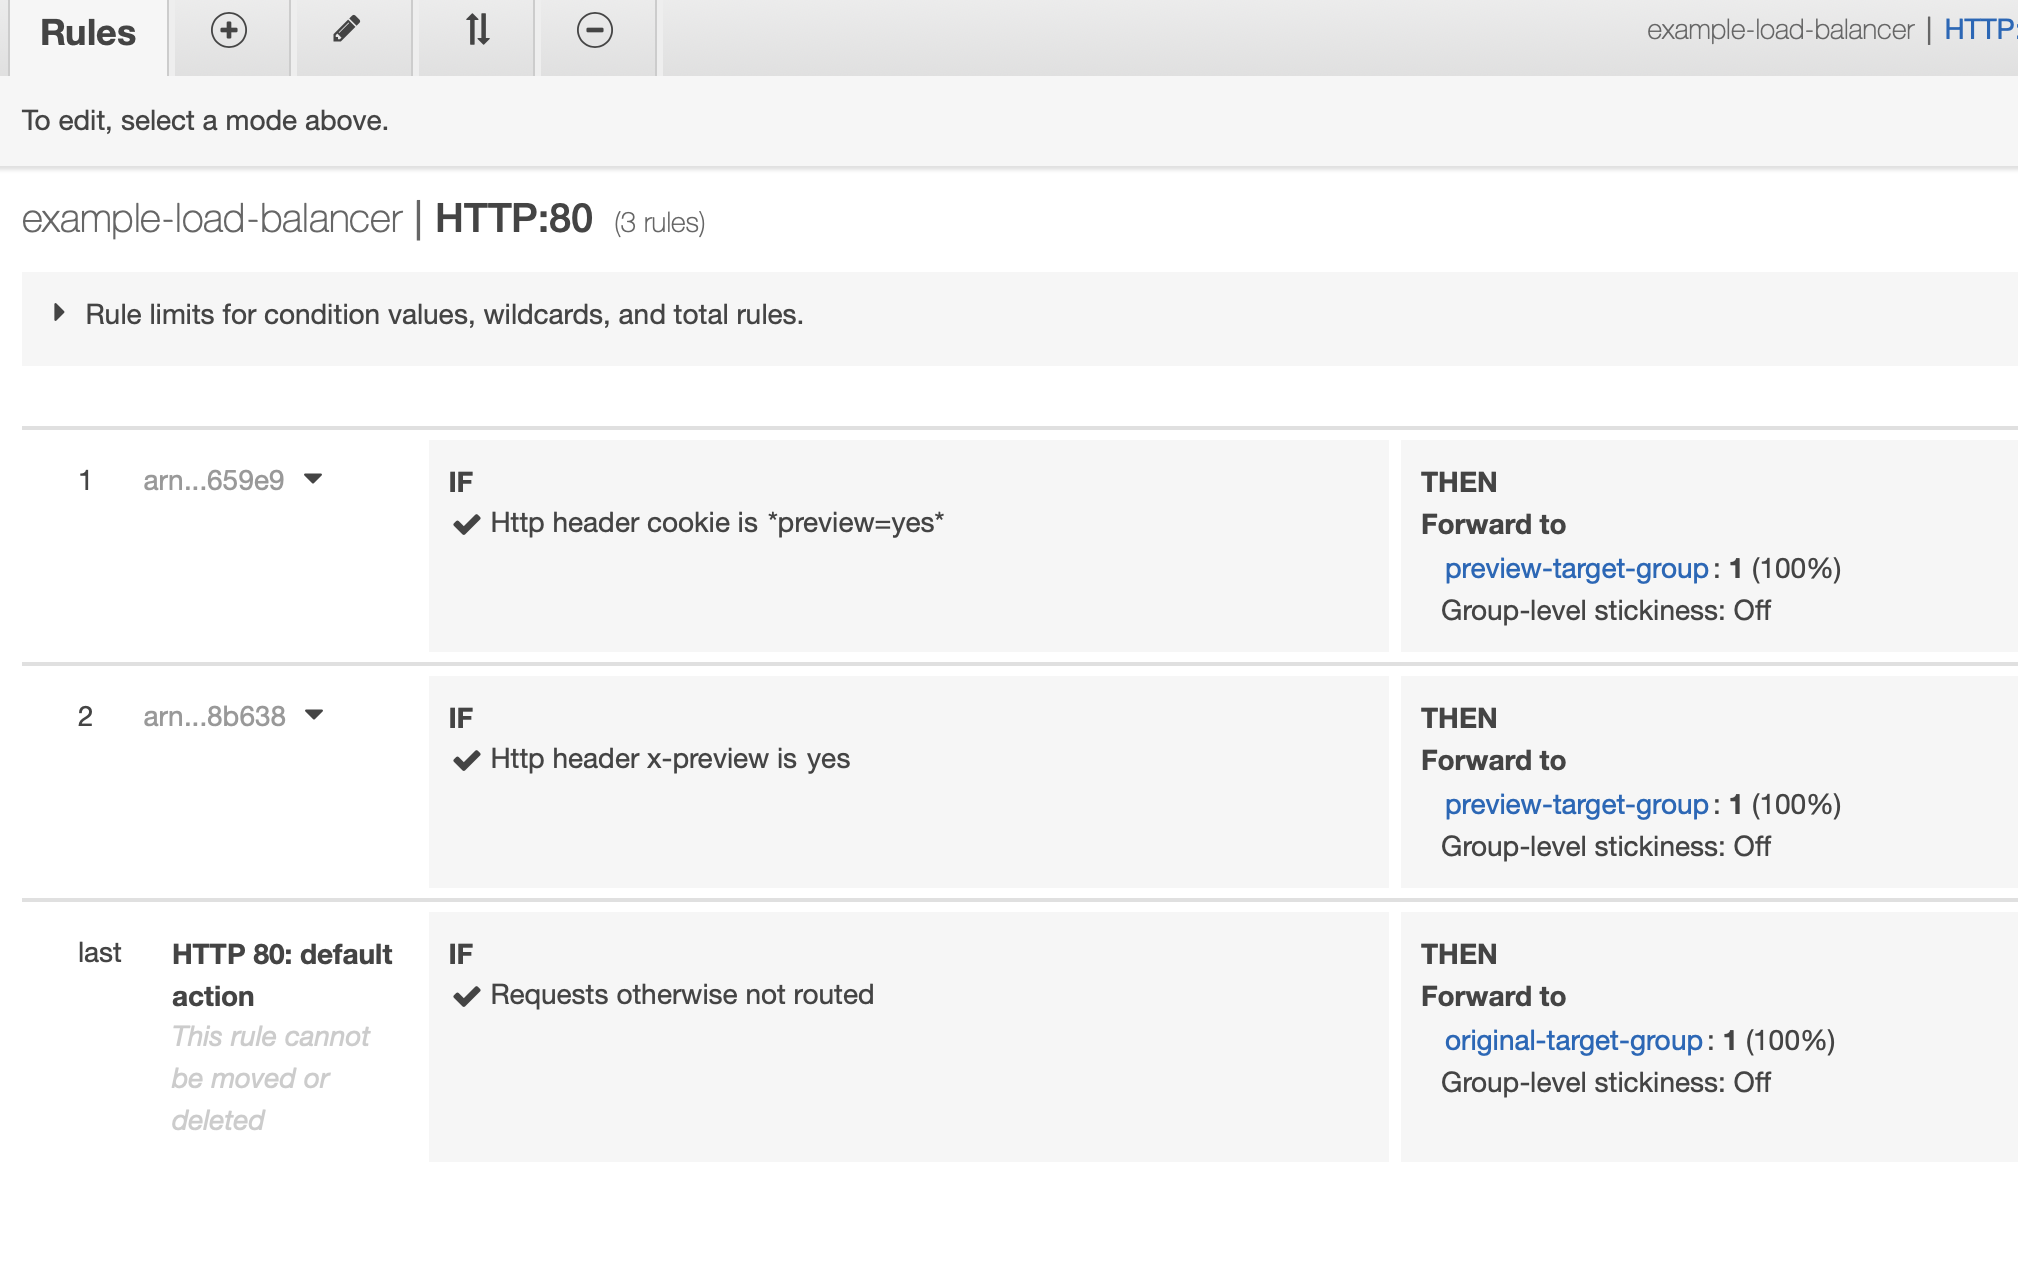 Rules
example-load-balancer | HTTP:
To edit, select a mode above.
example-load-balancer | HTTP:80 (3 rules)
Rule limits for condition values, wildcards, and total rules.
1 arn...659e9
IF
Http header cookie is *preview=yes*
THEN
Forward to
preview-target-group : 1 (100%)
Group-level stickiness: Off
2 arn...8b638
IF
Http header x-preview is yes
THEN
Forward to
preview-target-group : 1 (100%)
Group-level stickiness: Off
last HTTP 80: default
action
This rule cannot
be moved or
deleted
IF
Requests otherwise not routed
THEN
Forward to
original-target-group : 1 (100%)
Group-level stickiness: Off